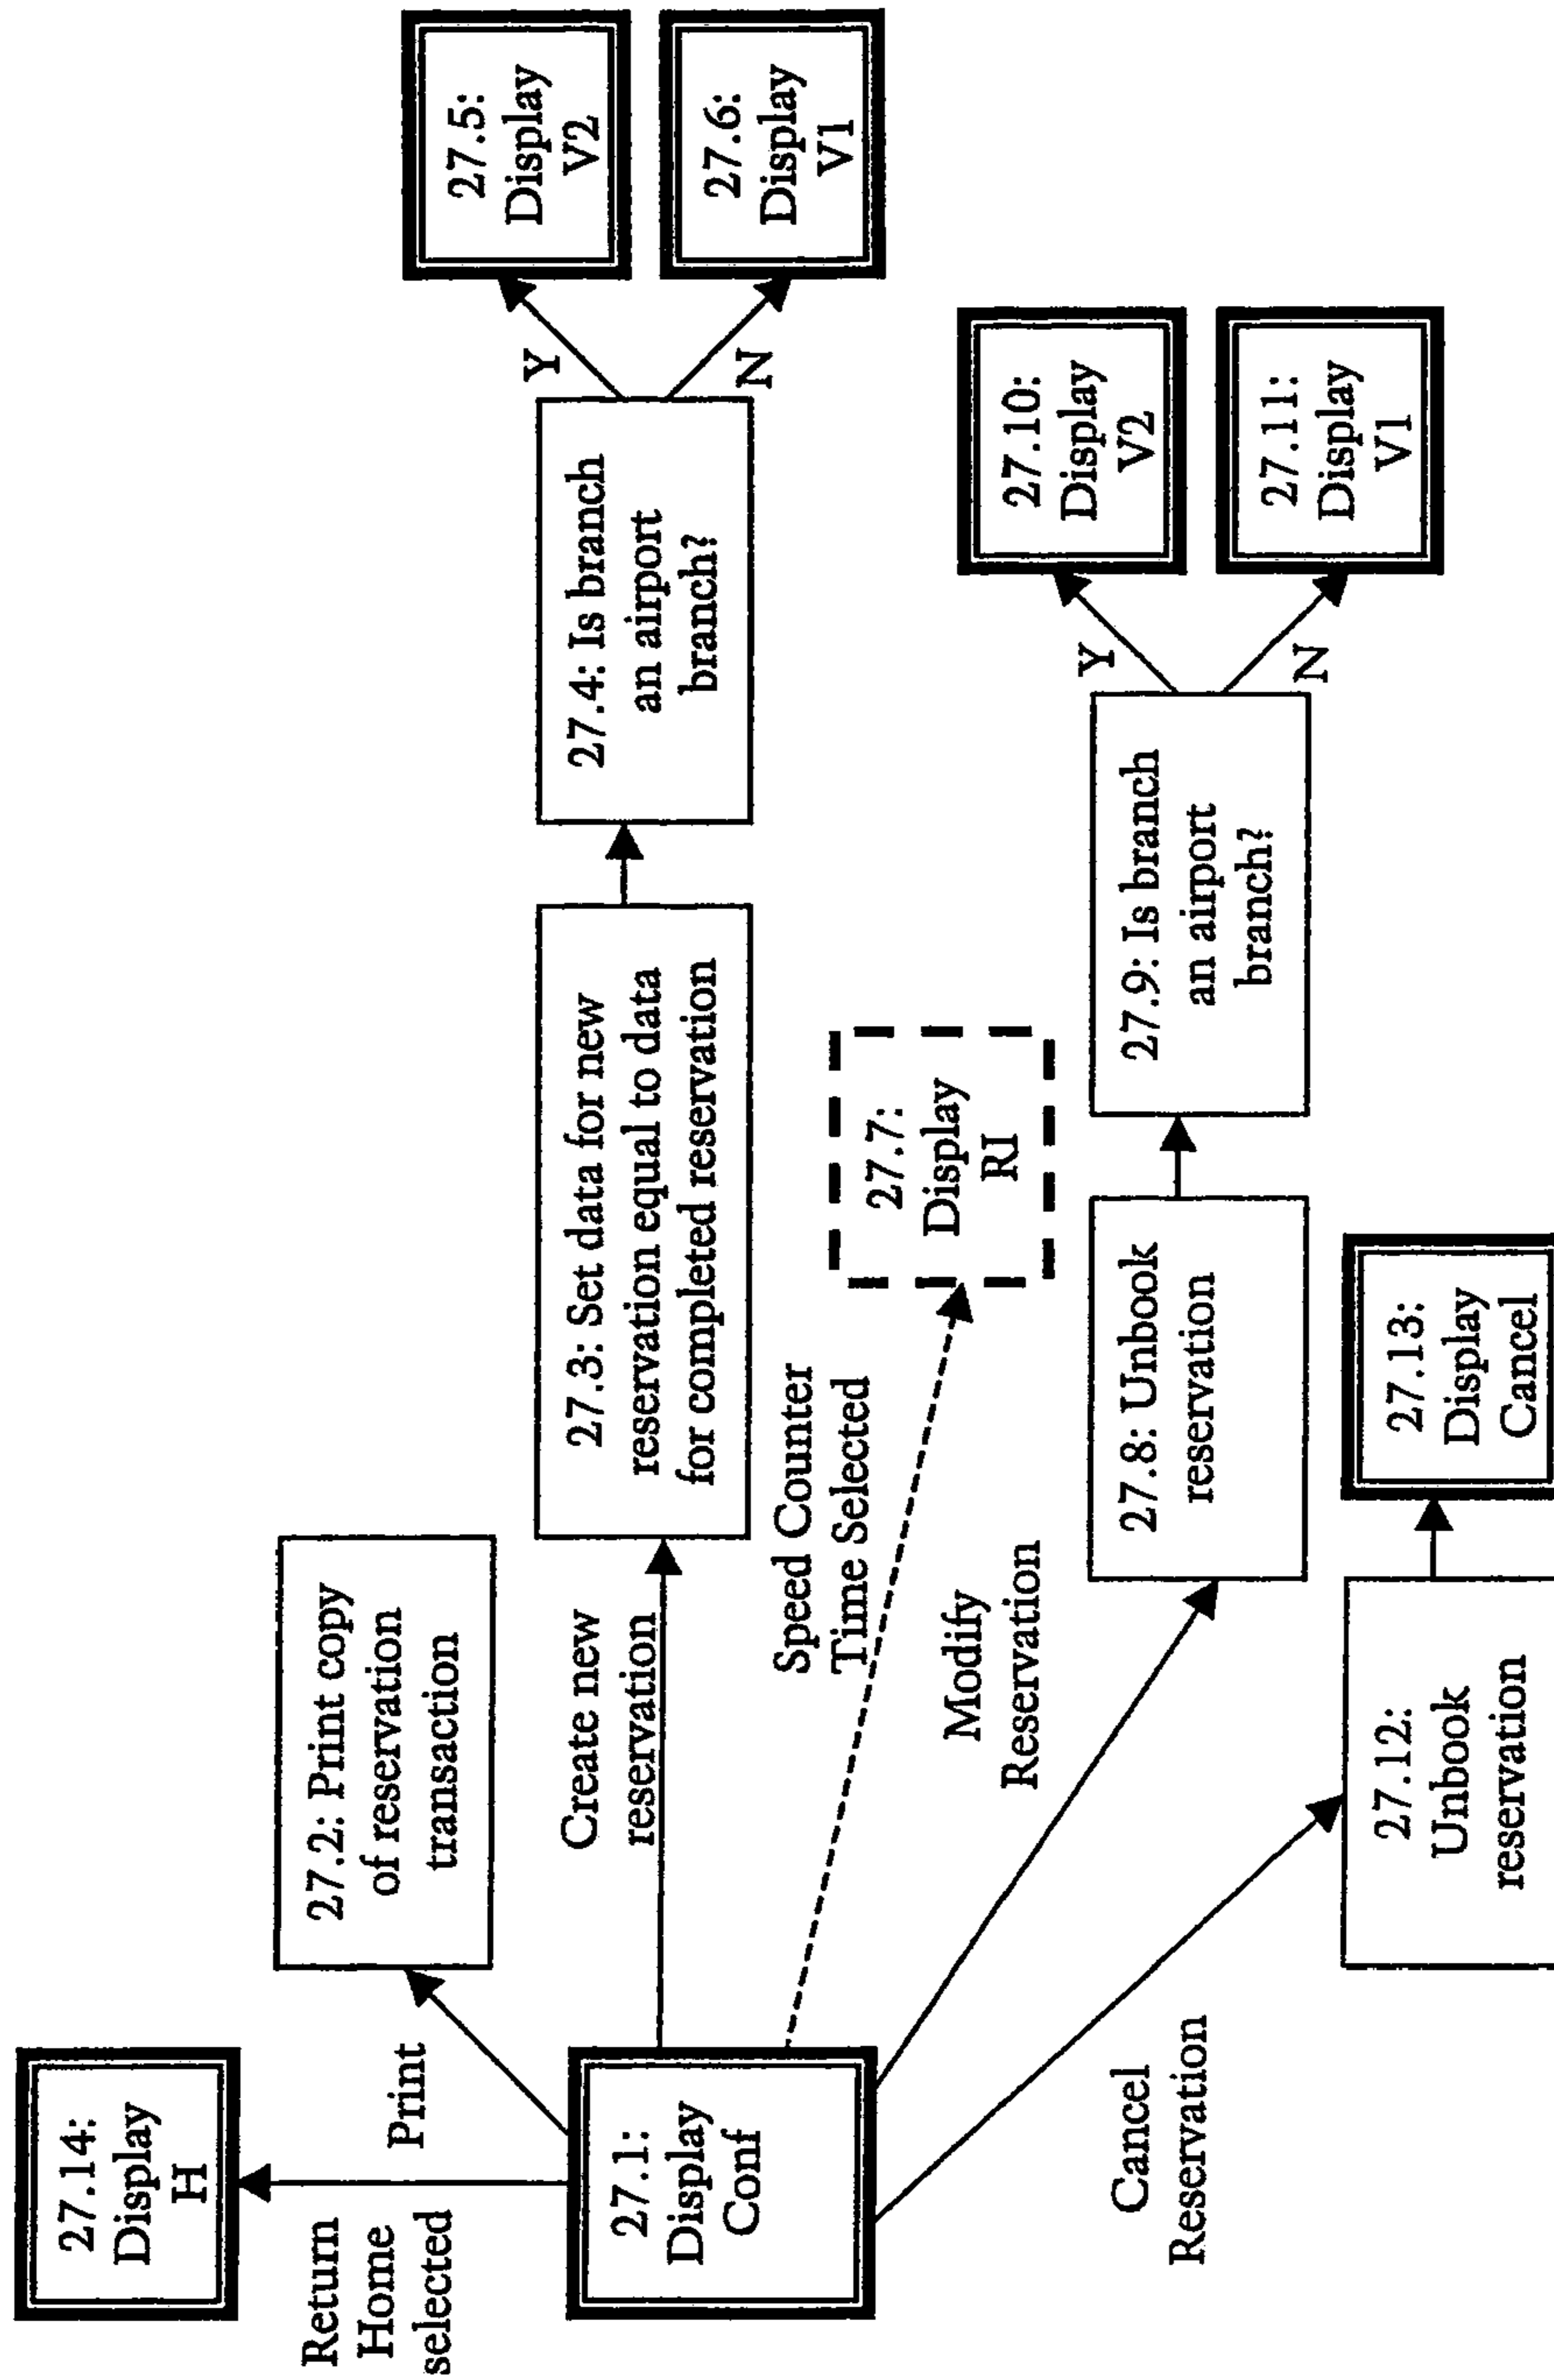 27.14:
Display
H
Return
Home
selected
Print
27.2: Print copy
of reservation
transaction
27.1:
Display
Conf
Create new
reservation
27.3: Set data for new
reservation equal to data
for completed reservation
27.4: Is branch
an airport
branch?
Y
N
27.5:
Display
V2
27.6:
Display
V1
Speed Counter
Time Selected
27.7:
Display
RI
Modify
Reservation
27.8: Unbook
reservation
27.9: Is branch
an airport
branch?
Y
N
27.10:
Display
V2
27.11:
Display
V1
Cancel
Reservation
27.12:
Unbook
reservation
27.13:
Display
Cancel